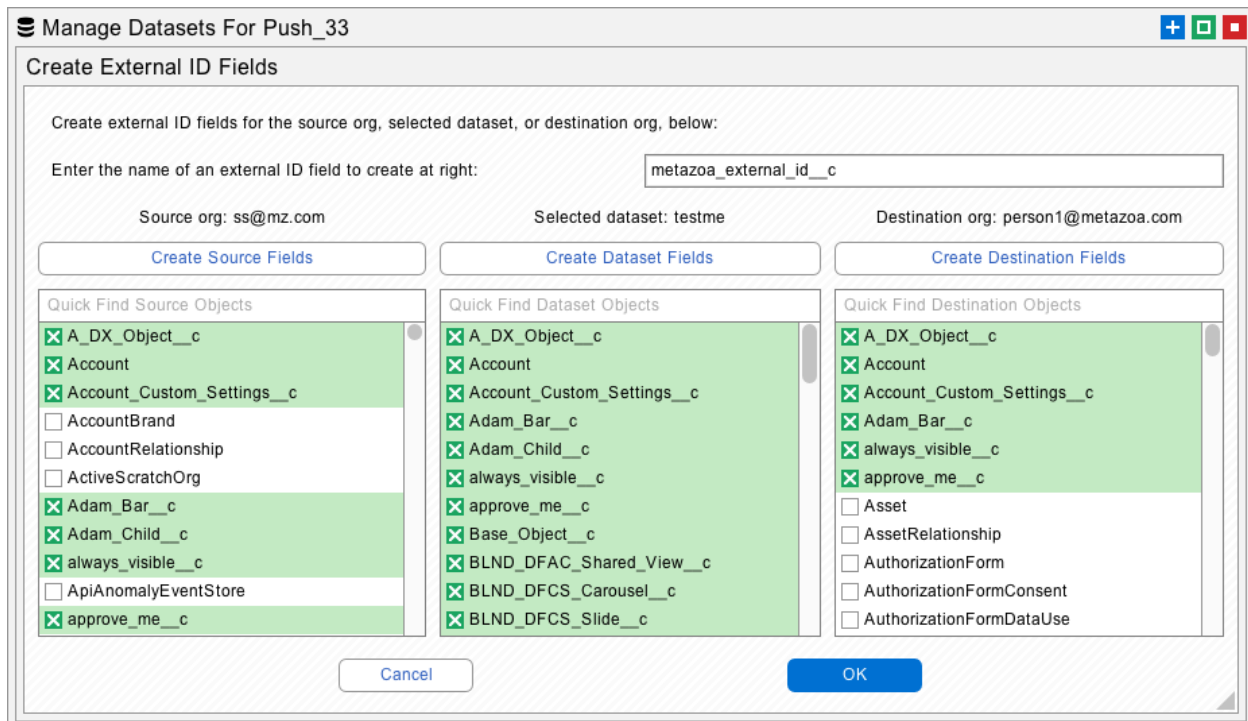 Manage Datasets For Push_33
Create External ID Fields
Create external ID fields for the source org, selected dataset, or destination org, below:
Enter the name of an external ID field to create at right:
metazoa_external_id__c
Source org: ss@mz.com
Selected dataset: testme
Destination org: person1@metazoa.com
Create Source Fields
Create Dataset Fields
Create Destination Fields
Quick Find Source Objects
A_DX_Object__c
Account
Account_Custom_Settings__c
AccountBrand
AccountRelationship
ActiveScratchOrg
Adam_Bar__c
Adam_Child__c
always_visible__c
ApiAnomalyEventStore
approve_me__c
Quick Find Dataset Objects
A_DX_Object__c
Account
Account_Custom_Settings__c
Adam_Bar__c
Adam_Child__c
always_visible__c
approve_me__c
Base_Object__c
BLND_DFAC_Shared_View__c
BLND_DFCS_Carousel__c
BLND_DFCS_Slide__c
Quick Find Destination Objects
A_DX_Object__c
Account
Account_Custom_Settings__c
Adam_Bar__c
always_visible__c
approve_me__c
Asset
AssetRelationship
AuthorizationForm
AuthorizationFormConsent
AuthorizationFormDataUse
Cancel
OK